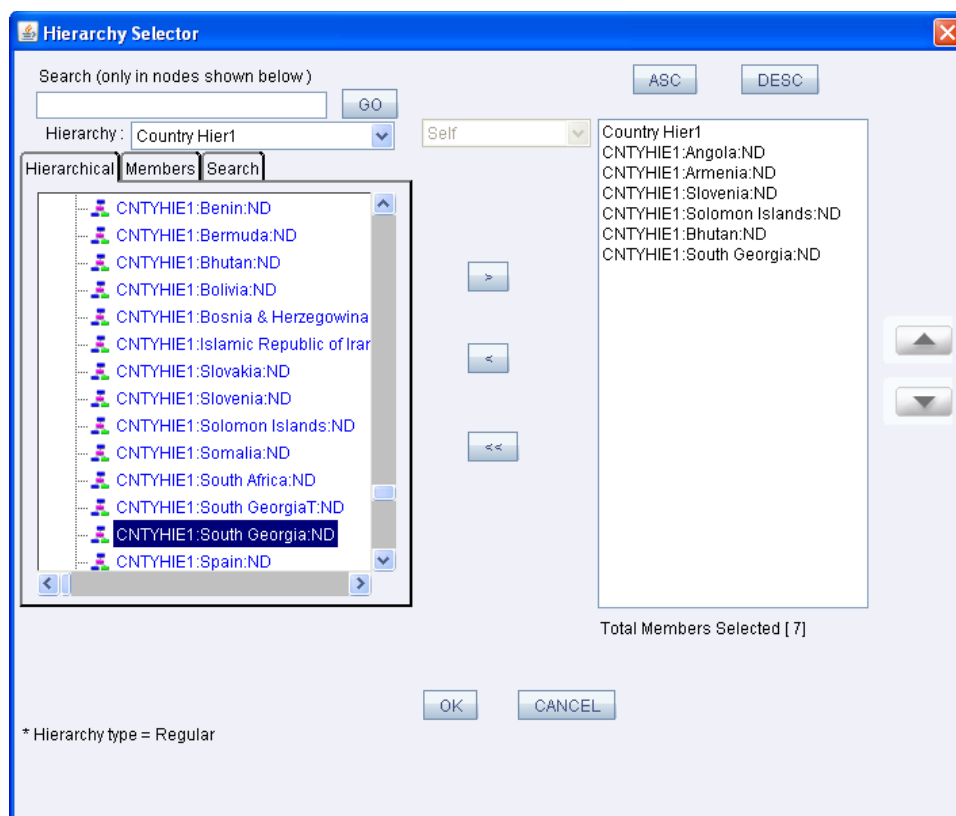 Hierarchy Selector
Search (only in nodes shown below )
GO
ASC
DESC
Hierarchy : Country Hier1
Self
Hierarchical Members Search
CNTYHIE1:Benin:ND
CNTYHIE1:Bermuda:ND
CNTYHIE1:Bhutan:ND
CNTYHIE1:Bolivia:ND
CNTYHIE1:Bosnia & Herzegowina
CNTYHIE1:Islamic Republic of Irar
CNTYHIE1:Slovakia:ND
CNTYHIE1:Slovenia:ND
CNTYHIE1:Solomon Islands:ND
CNTYHIE1:Somalia:ND
CNTYHIE1:South Africa:ND
CNTYHIE1:South GeorgiaT:ND
CNTYHIE1:South Georgia:ND
CNTYHIE1:Spain:ND
>
<
<<
Country Hier1
CNTYHIE1:Angola:ND
CNTYHIE1:Armenia:ND
CNTYHIE1:Slovenia:ND
CNTYHIE1:Solomon Islands:ND
CNTYHIE1:Bhutan:ND
CNTYHIE1:South Georgia:ND
Total Members Selected [ 7]
OK
CANCEL
* Hierarchy type = Regular